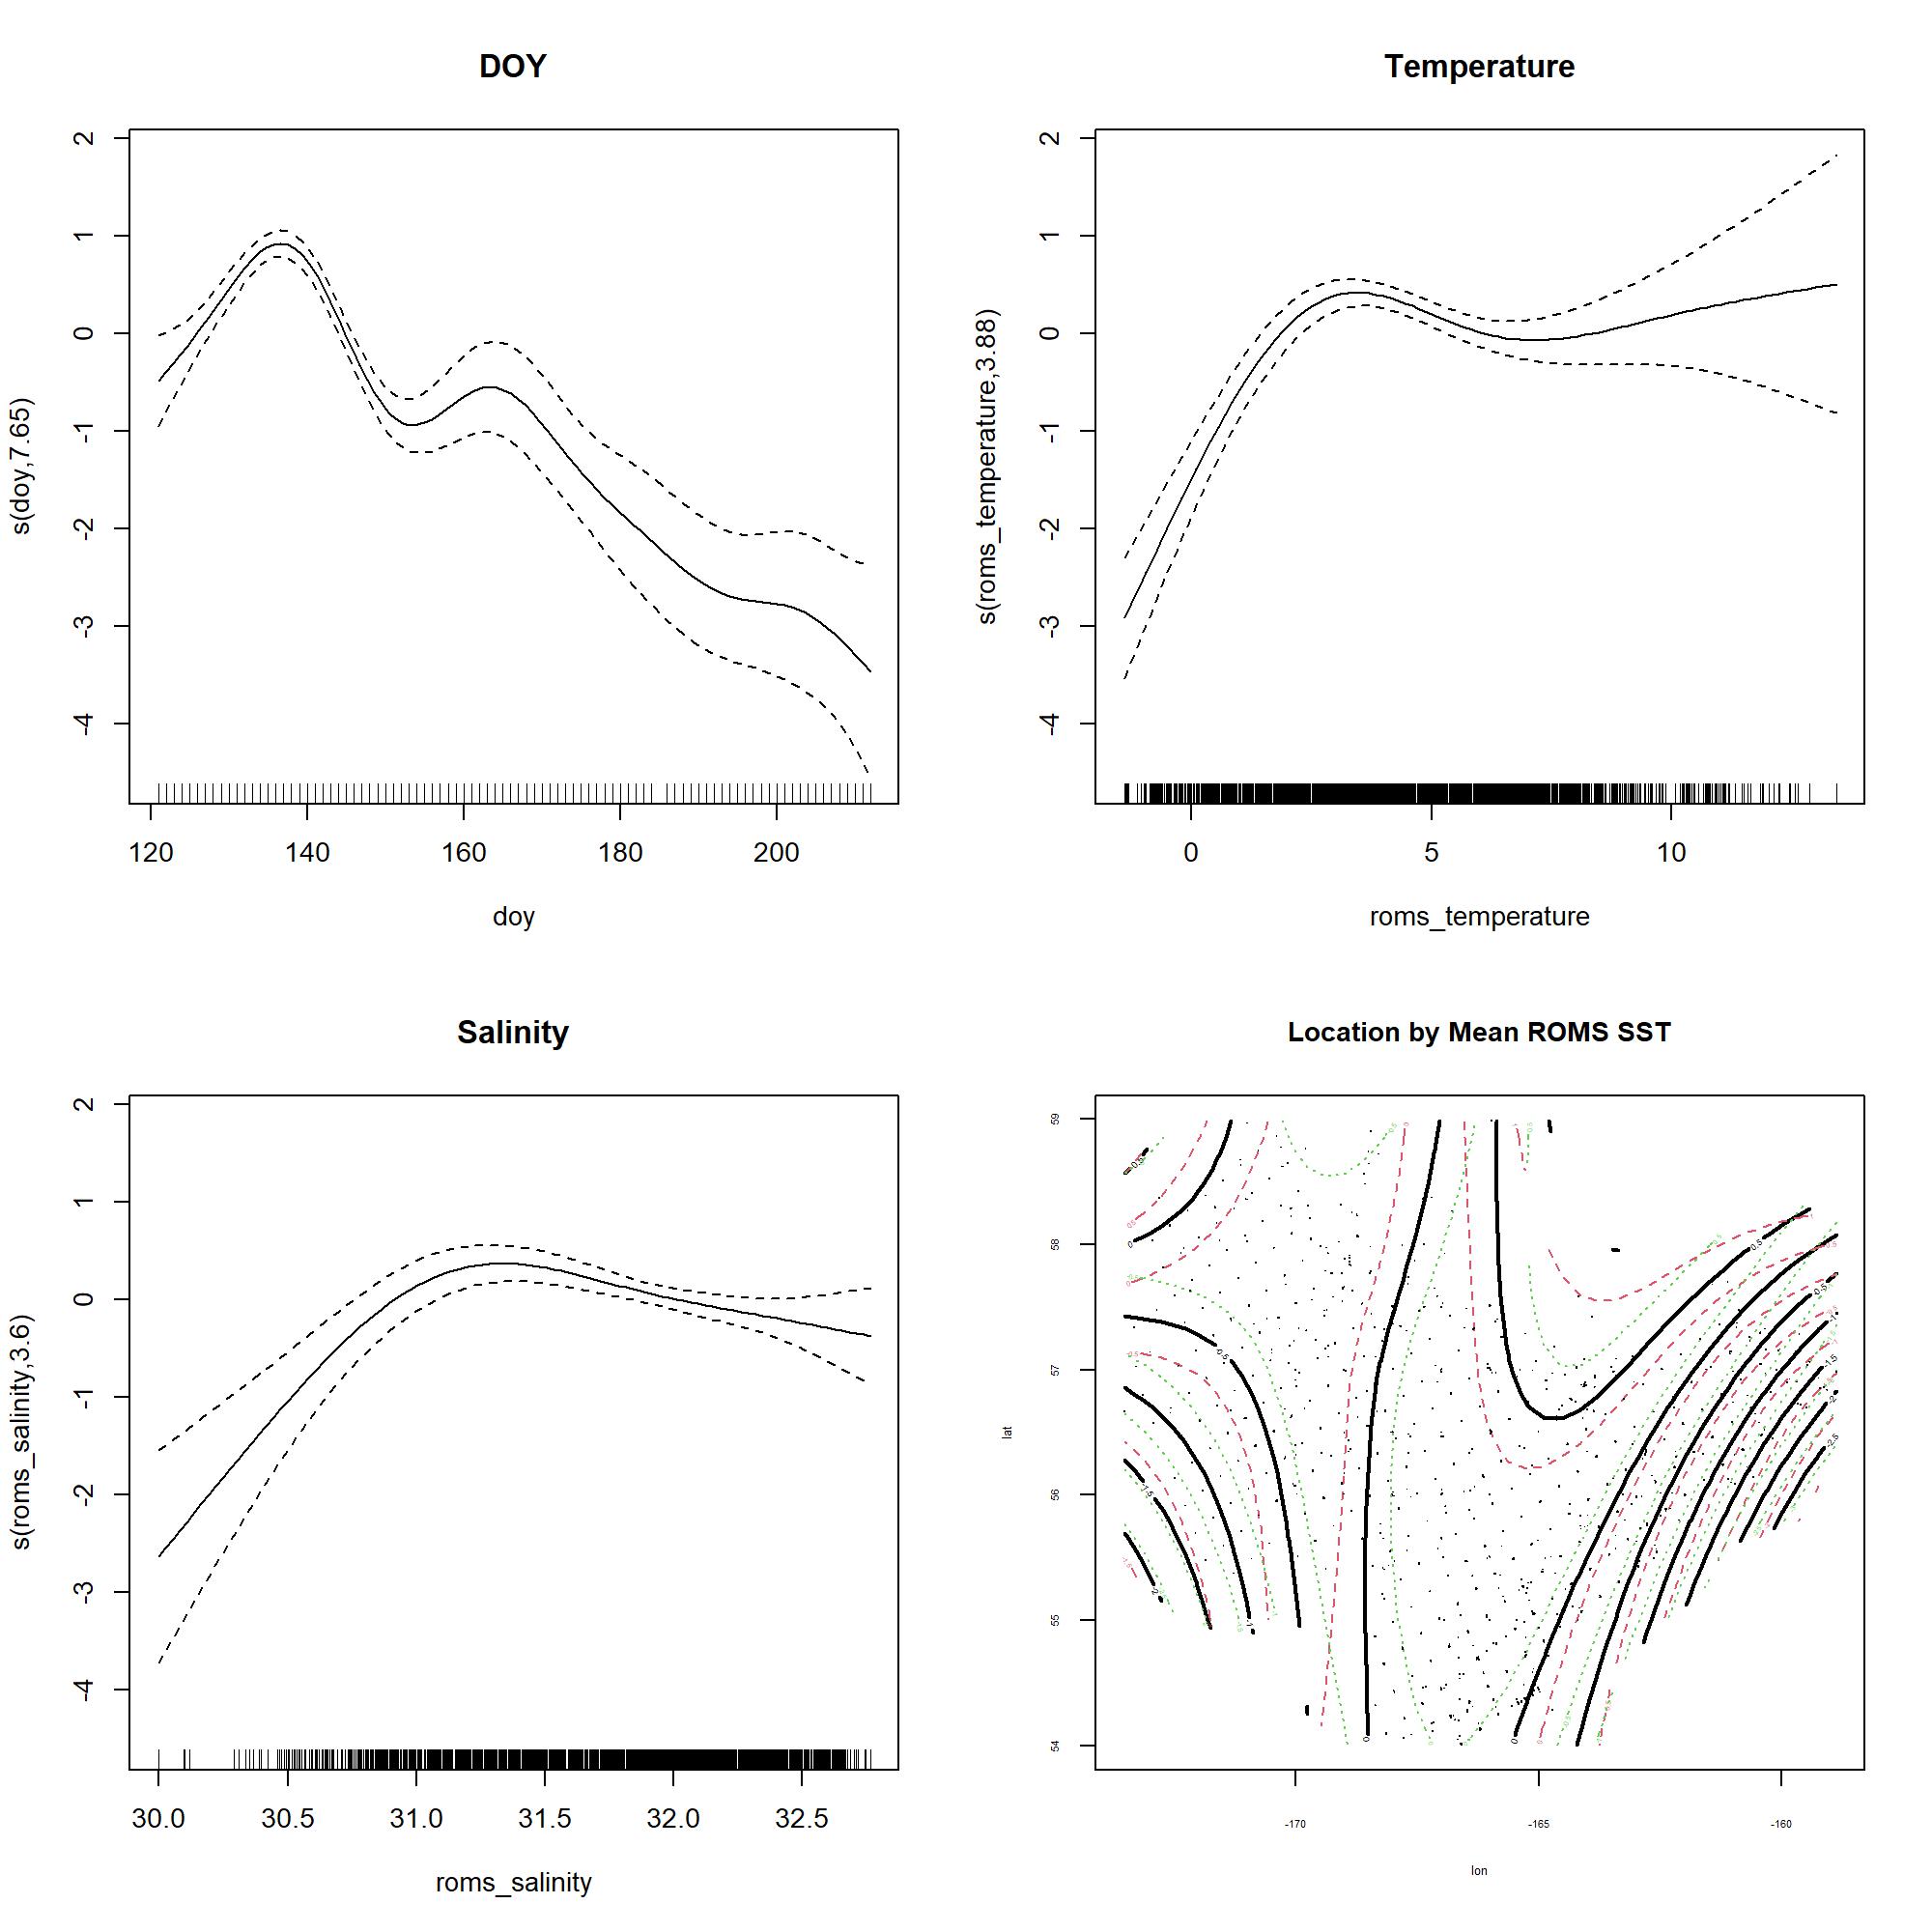 DOY
2
1
0
-1
-2
-3
-4
s(doy,7.65)
120 140 160 180 200
doy
Temperature
2
1
0
-1
-2
-3
-4
s(roms_temperature,3.88)
0 5 10
roms_temperature
Salinity
2
1
0
-1
-2
-3
-4
s(roms_salinity,3.6)
30.0 30.5 31.0 31.5 32.0 32.5
roms_salinity
Location by Mean ROMS SST
59
58
57
56
55
54
lat
-170 -165 -160
lon